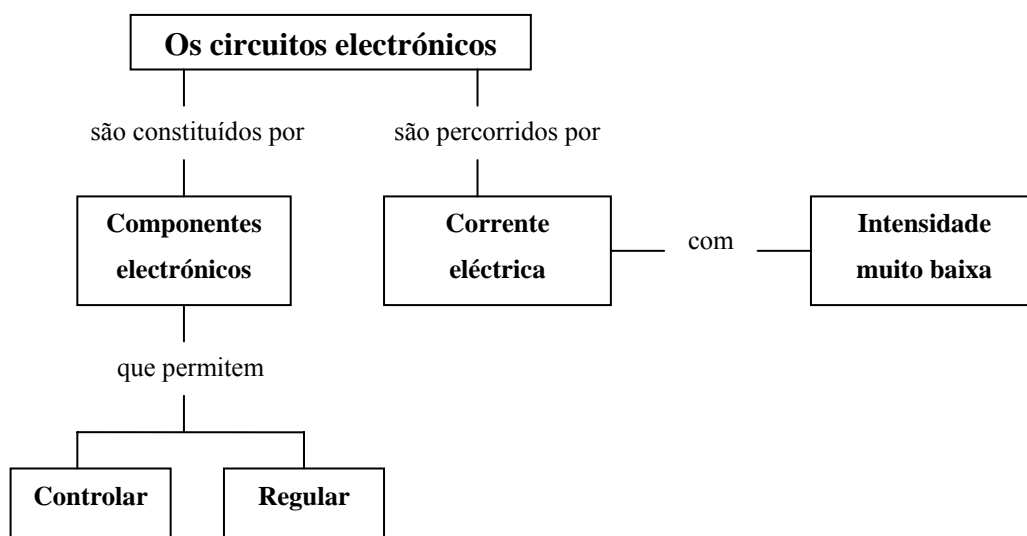 Os circuitos electrónicos
são constituídos por
são percorridos por
Componentes
electrónicos
Corrente
eléctrica
com
Intensidade
muito baixa
que permitem
Controlar
Regular